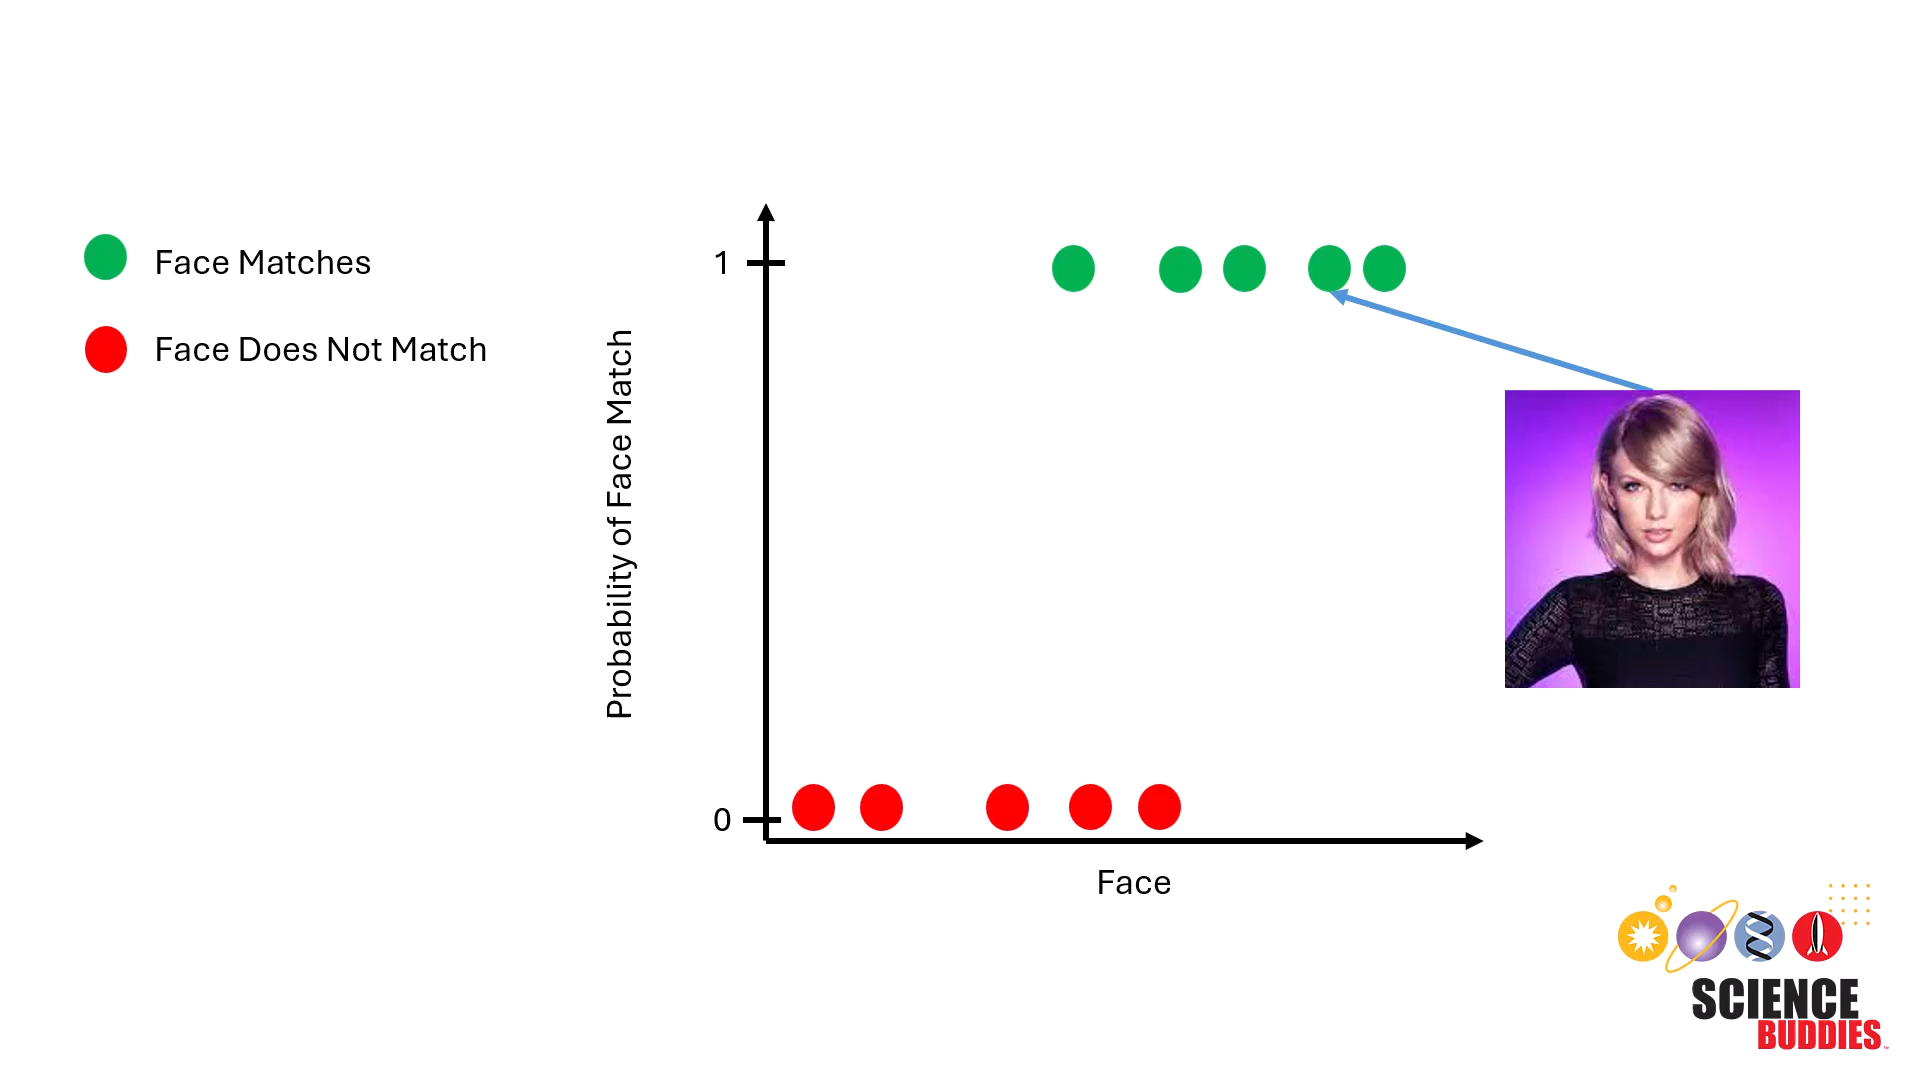 Face Matches
Face Does Not Match
Probability of Face Match
1
0
Face
SCIENCE
BUDDIES